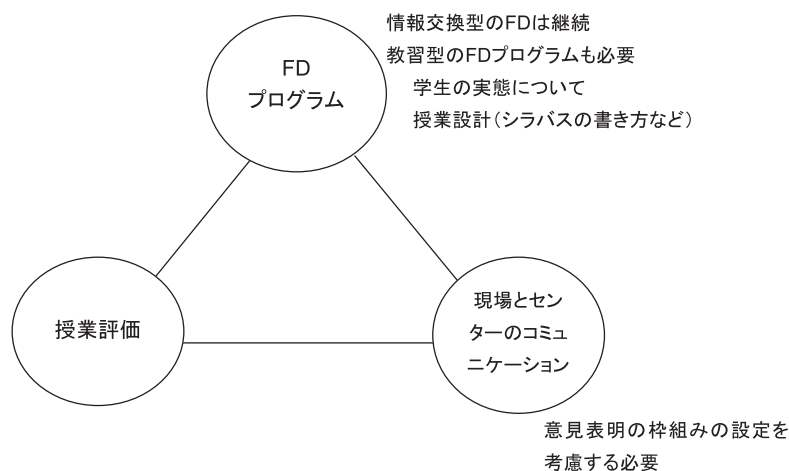 FD
プログラム
情報交換型のFDは継続
教習型のFDプログラムも必要
学生の実態について
授業設計(シラバスの書き方など)
授業評価
現場とセン
ターのコミュ
ニケーション
意見表明の枠組みの設定を
考慮する必要